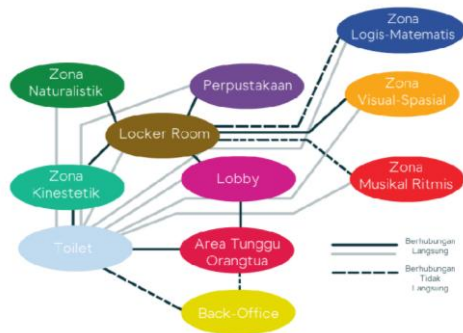 Zona
Logis-Matematis
Zona
Naturalistik
Perpustakaan
Zona
Visual-Spasial
Locker Room
Zona
Kinestetik
Lobby
Zona
Musikal Ritmis
Toilet
Area Tunggu
Orangtua
Berhubungan
Langsung
Berhubungan
Tidak
Langsung
Back-Office